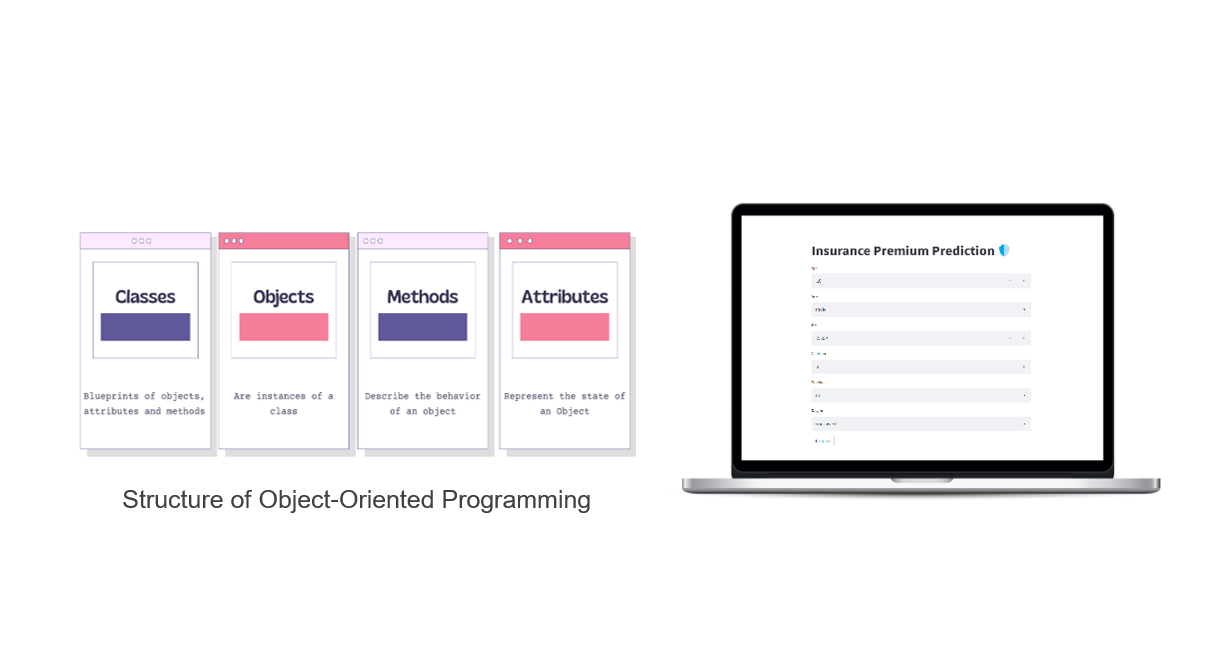 Classes
Blueprints of objects,
attributes and methods
Objects
Are instances of a
class
Methods
Describe the behavior
of an object
Attributes
Represent the state of
an Object
Structure of Object-Oriented Programming
Insurance Premium Prediction